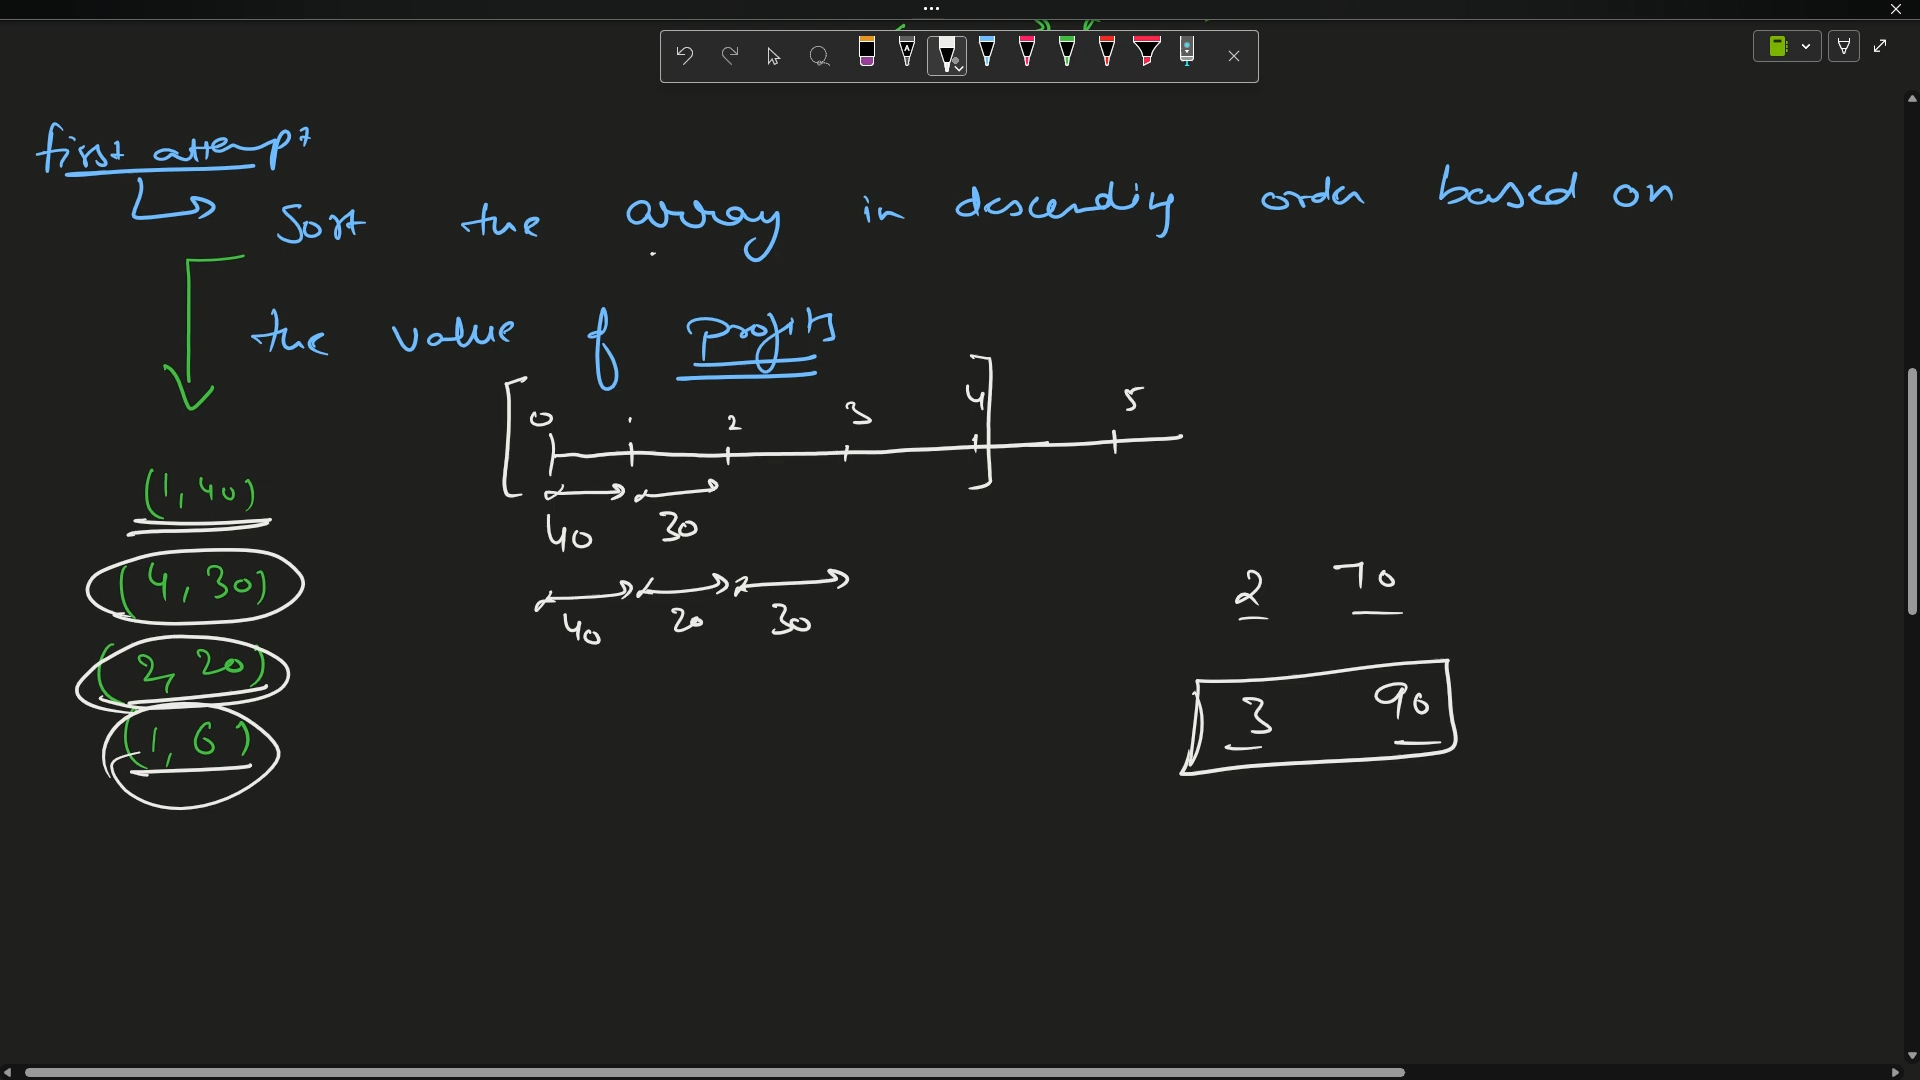 first attempt
Sort the array in descending order based on
the value of profits
0 1 2 3 4 5
(1, 40)
40 30
(4, 30)
40 20 30
2 70
(2, 20)
3 90
(1, 6)